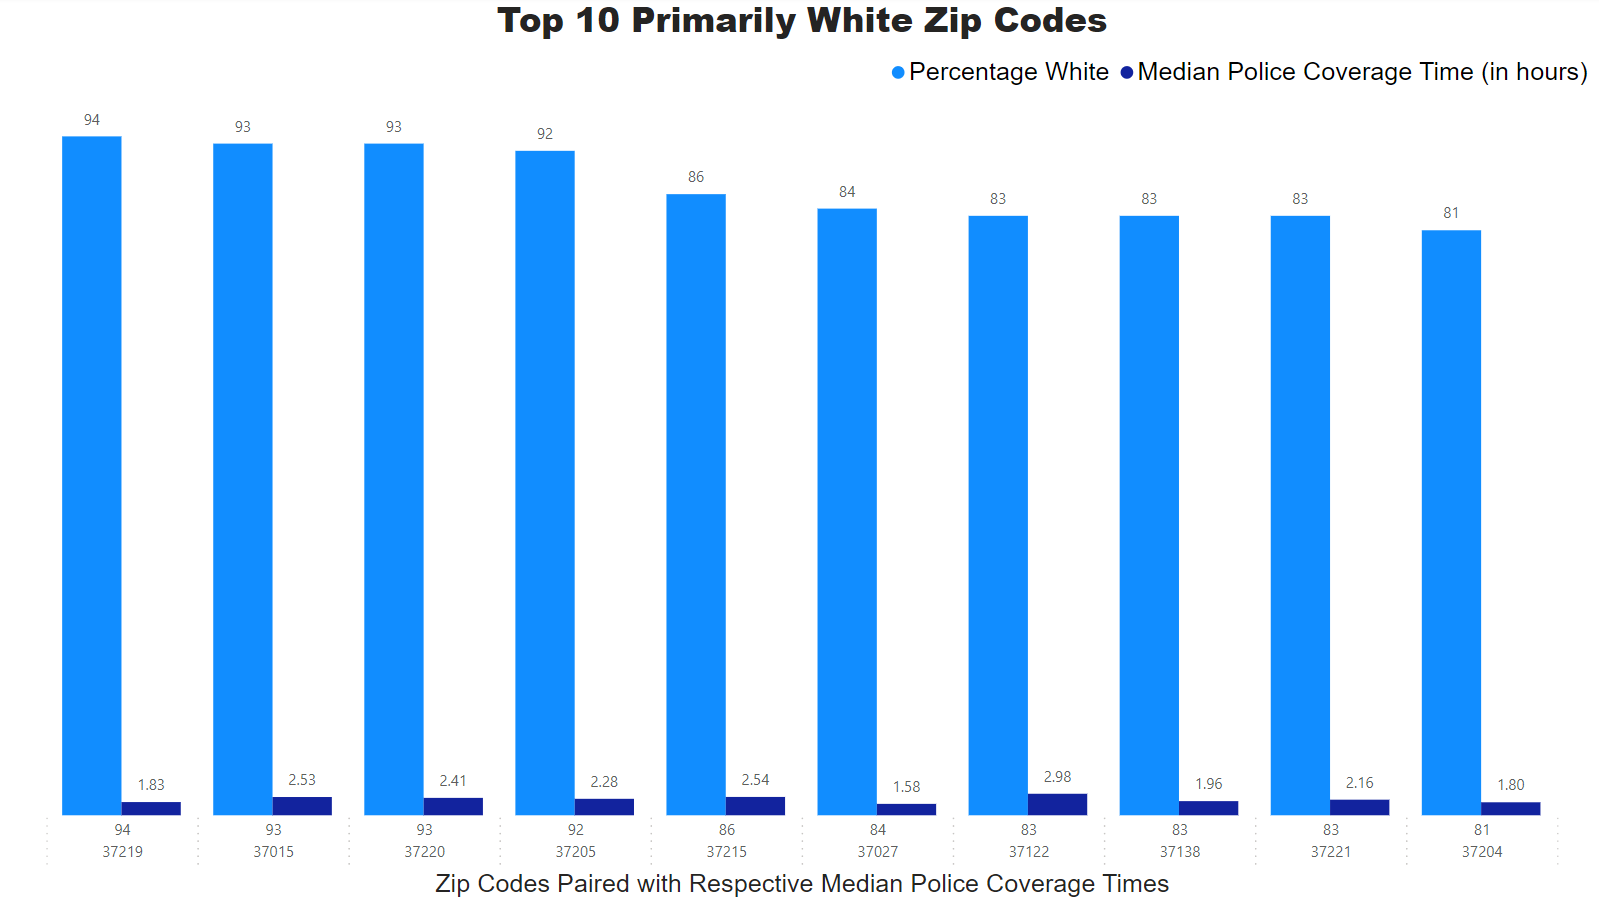 Top 10 Primarily White Zip Codes
Percentage White Median Police Coverage Time (in hours)
94 93 93 92 86 84 83 83 83 81
1.83 2.53 2.41 2.28 2.54 1.58 2.98 1.96 2.16 1.80
94 93 93 92 86 84 83 83 83 81
37219 37015 37220 37205 37215 37027 37122 37138 37221 37204
Zip Codes Paired with Respective Median Police Coverage Times